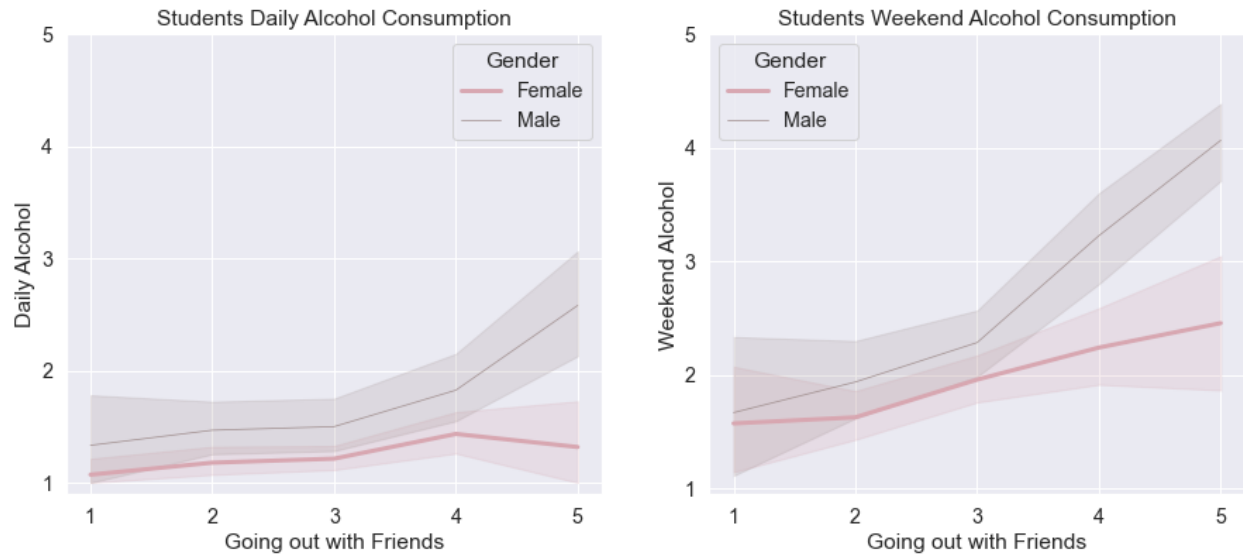 Students Daily Alcohol Consumption
5
4
3
2
1
Daily Alcohol
Gender
Female
Male
1 2 3 4 5
Going out with Friends
Students Weekend Alcohol Consumption
5
4
3
2
1
Weekend Alcohol
Gender
Female
Male
1 2 3 4 5
Going out with Friends